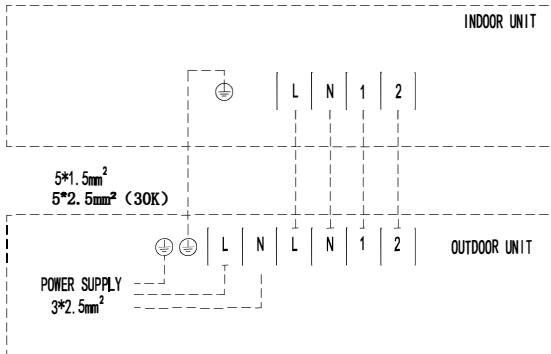 INDOOR UNIT
L N 1 2
5*1.5mm²
5*2.5mm² (30K)
L N L N 1 2
OUTDOOR UNIT
POWER SUPPLY
3*2.5mm²